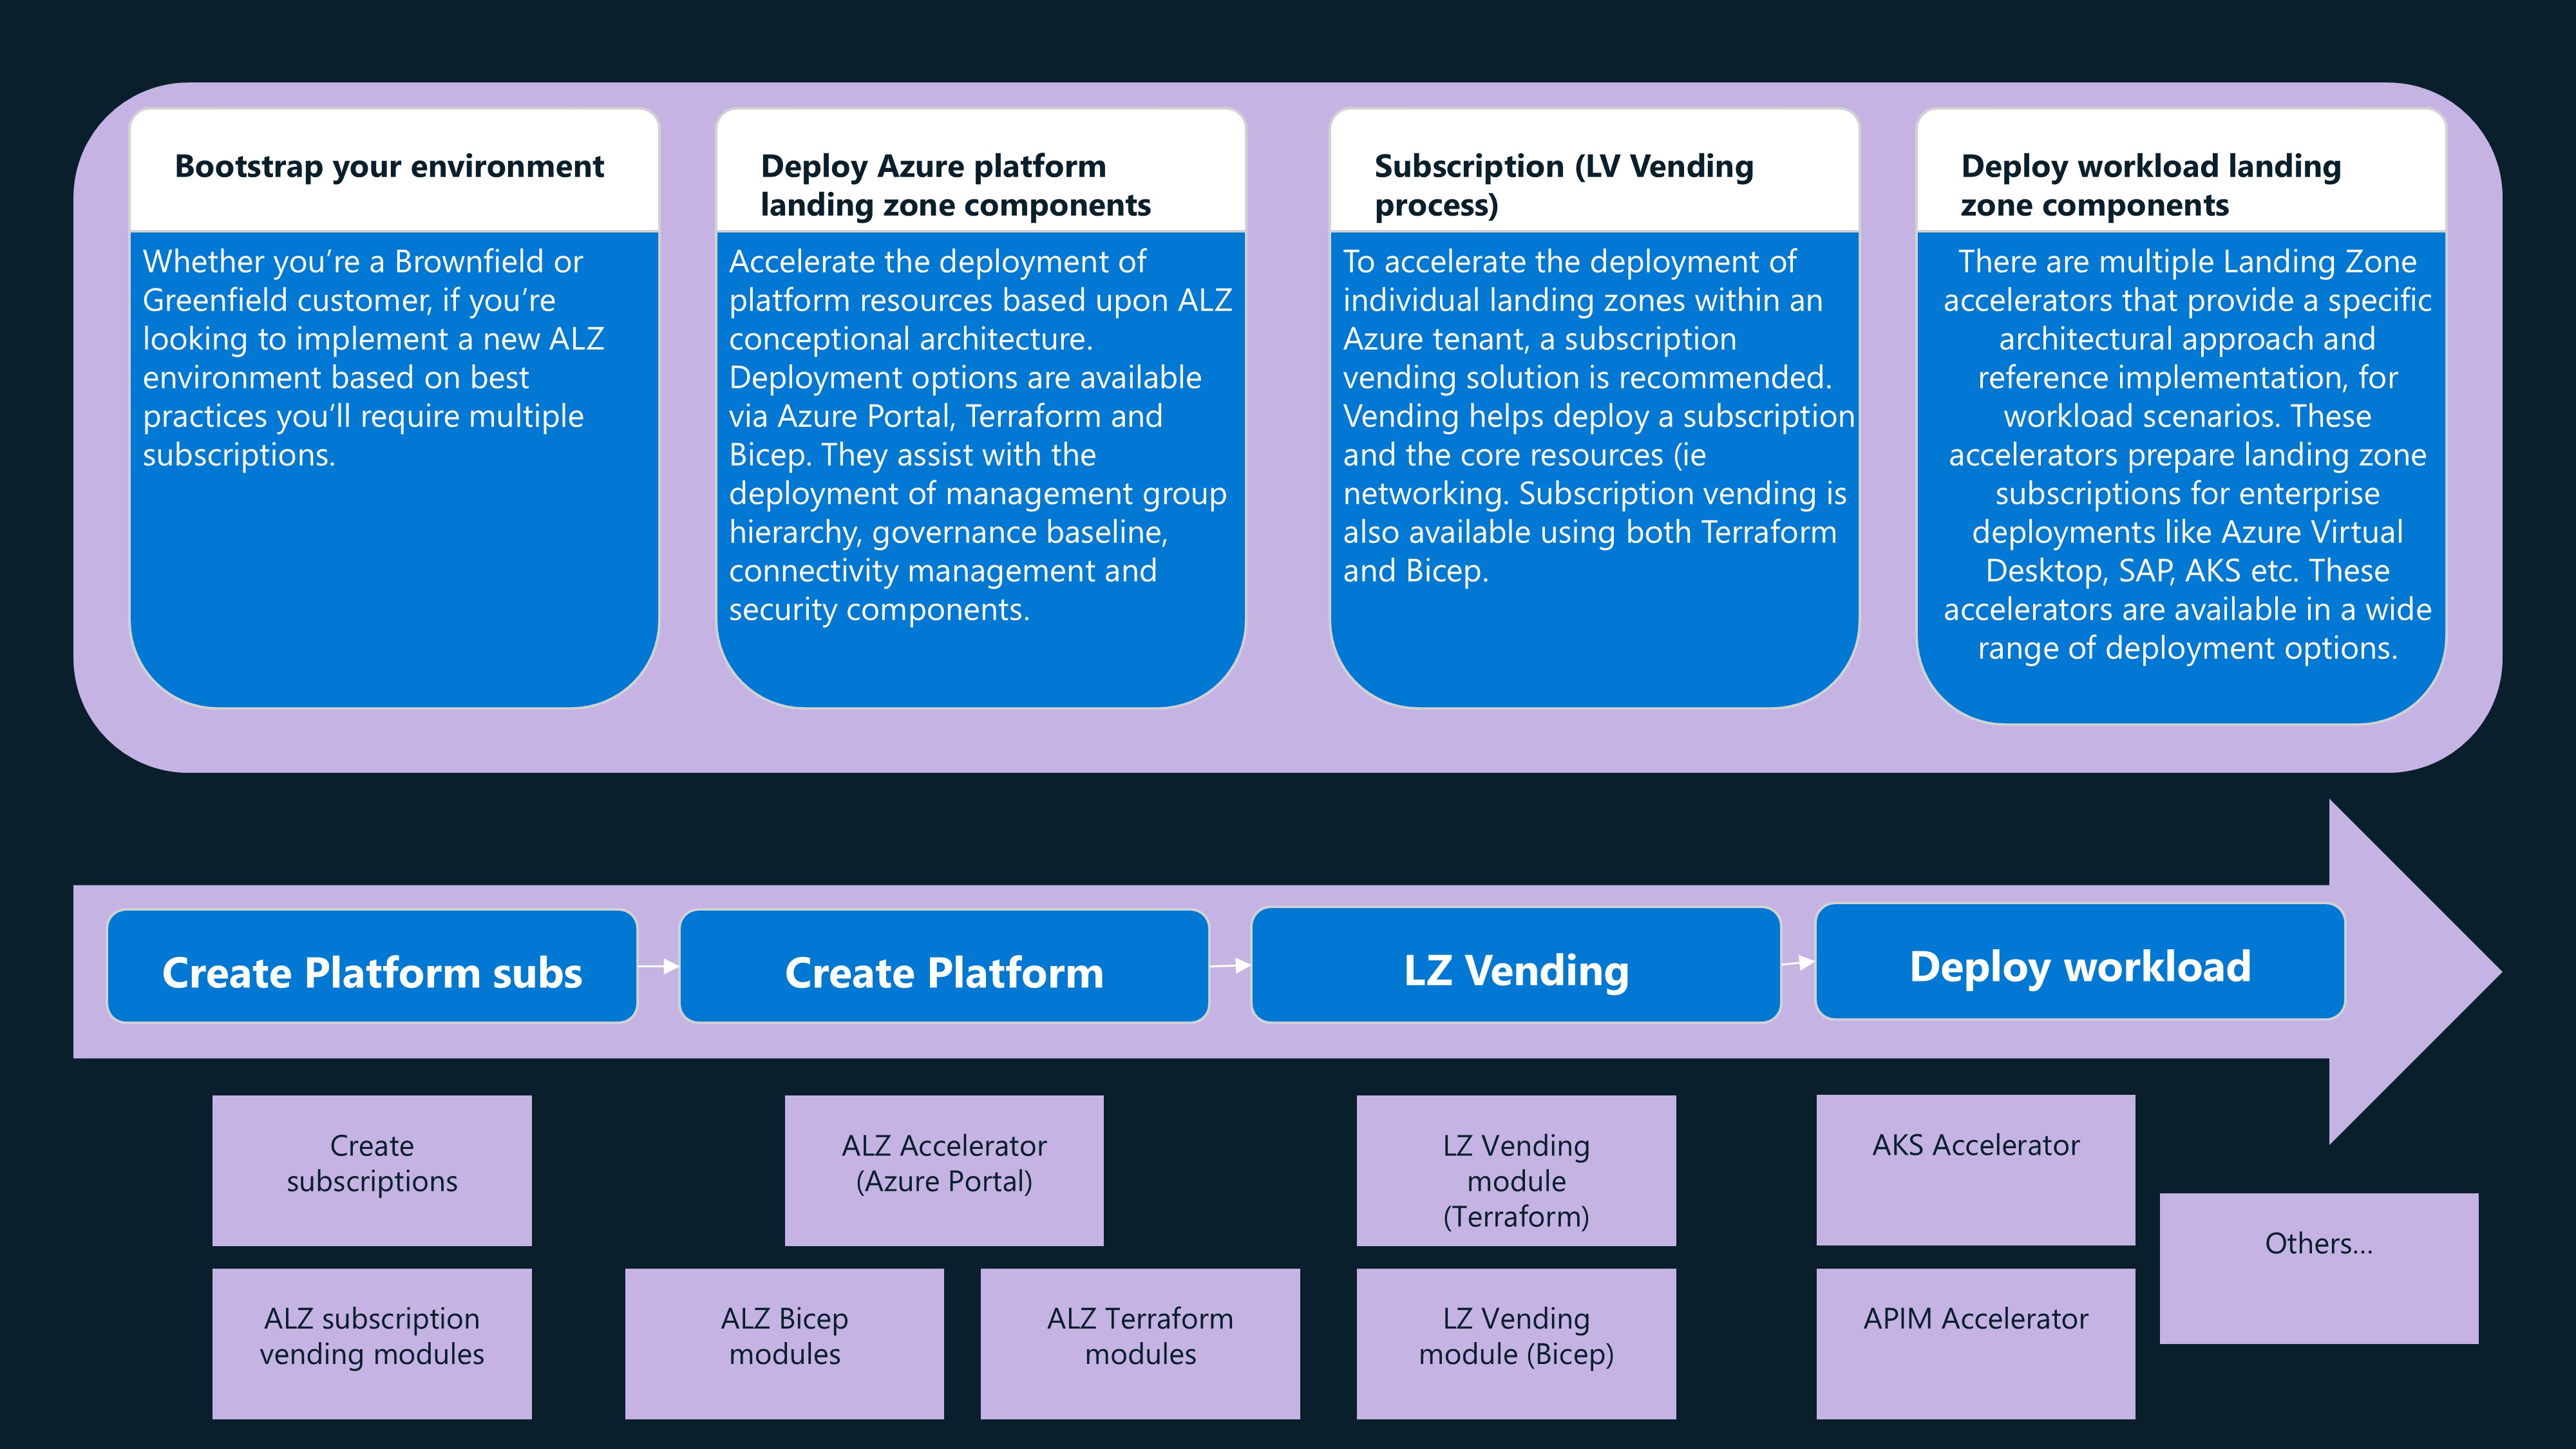 Bootstrap your environment
Whether you’re a Brownfield or
Greenfield customer, if you’re
looking to implement a new ALZ
environment based on best
practices you’ll require multiple
subscriptions.
Deploy Azure platform
landing zone components
Accelerate the deployment of
platform resources based upon ALZ
conceptual architecture.
Deployment options are available
via Azure Portal, Terraform and
Bicep. They assist with the
deployment of management group
hierarchy, governance baseline,
connectivity management and
security components.
Subscription (LV Vending
process)
To accelerate the deployment of
individual landing zones within an
Azure tenant, a subscription
vending solution is recommended.
Vending helps deploy a subscription
and the core resources (ie
networking. Subscription vending is
also available using both Terraform
and Bicep.
Deploy workload landing
zone components
There are multiple Landing Zone
accelerators that provide a specific
architectural approach and
reference implementation, for
workload scenarios. These
accelerators prepare landing zone
subscriptions for enterprise
deployments like Azure Virtual
Desktop, SAP, AKS etc. These
accelerators are available in a wide
range of deployment options.
Create Platform subs
Create Platform
LZ Vending
Deploy workload
Create
subscriptions
ALZ subscription
vending modules
ALZ Accelerator
(Azure Portal)
ALZ Bicep
modules
ALZ Terraform
modules
LZ Vending
module
(Terraform)
LZ Vending
module (Bicep)
AKS Accelerator
APIM Accelerator
Others...